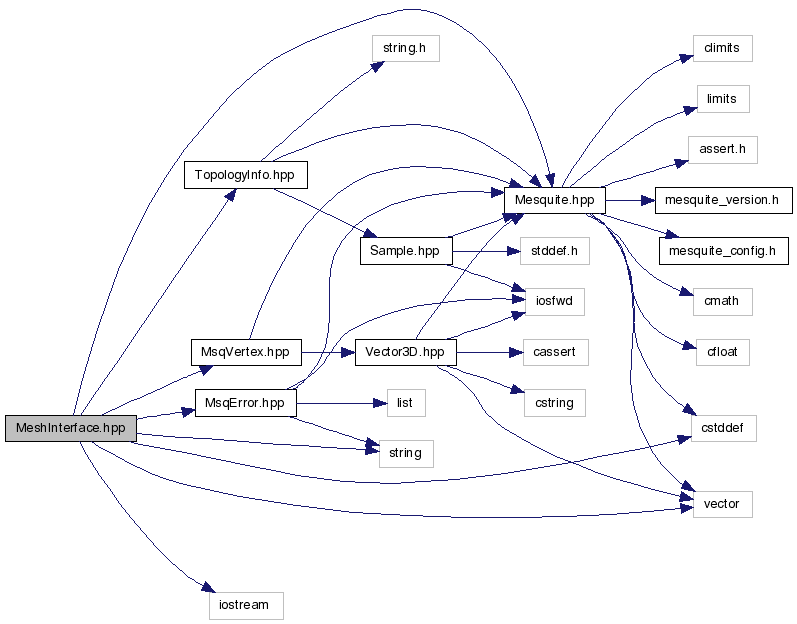 string.h
climits
limits
assert.h
TopologyInfo.hpp
Mesquite.hpp
mesquite_version.h
Sample.hpp
stddef.h
mesquite_config.h
iosfwd
cmath
MsqVertex.hpp
Vector3D.hpp
cassert
cfloat
MsqError.hpp
list
cstring
MeshInterface.hpp
cstddef
string
vector
iostream